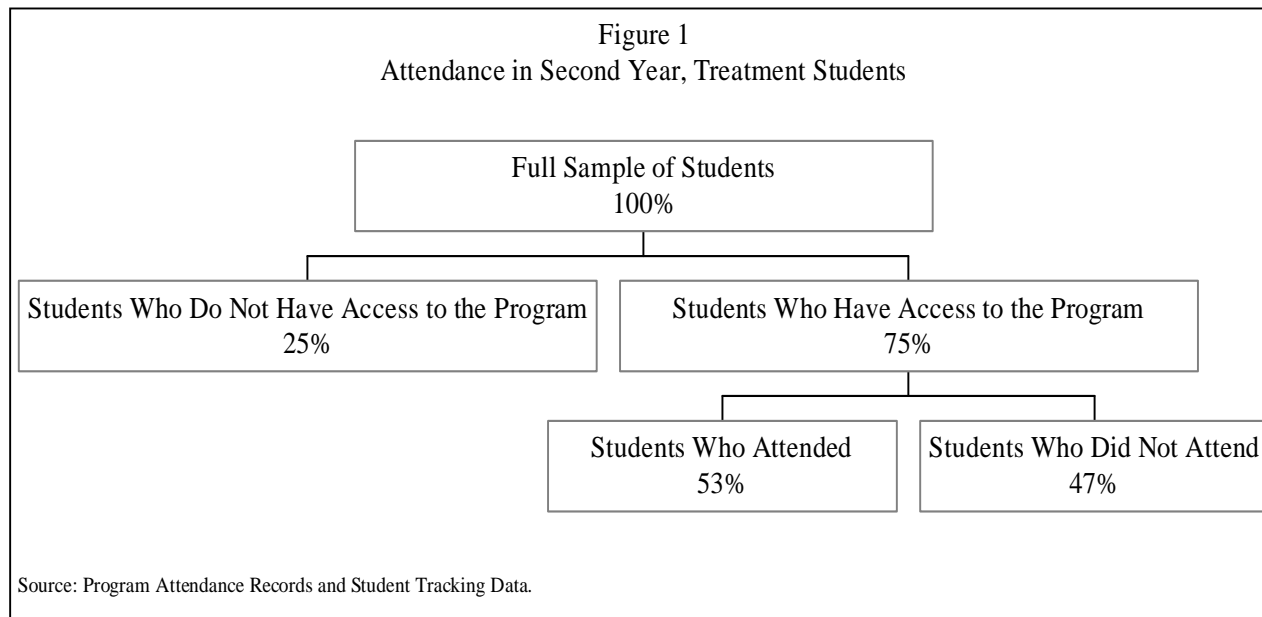 Figure 1
Attendance in Second Year, Treatment Students
Full Sample of Students
100%
Students Who Do Not Have Access to the Program
25%
Students Who Have Access to the Program
75%
Students Who Attended
53%
Students Who Did Not Attend
47%
Source: Program Attendance Records and Student Tracking Data.